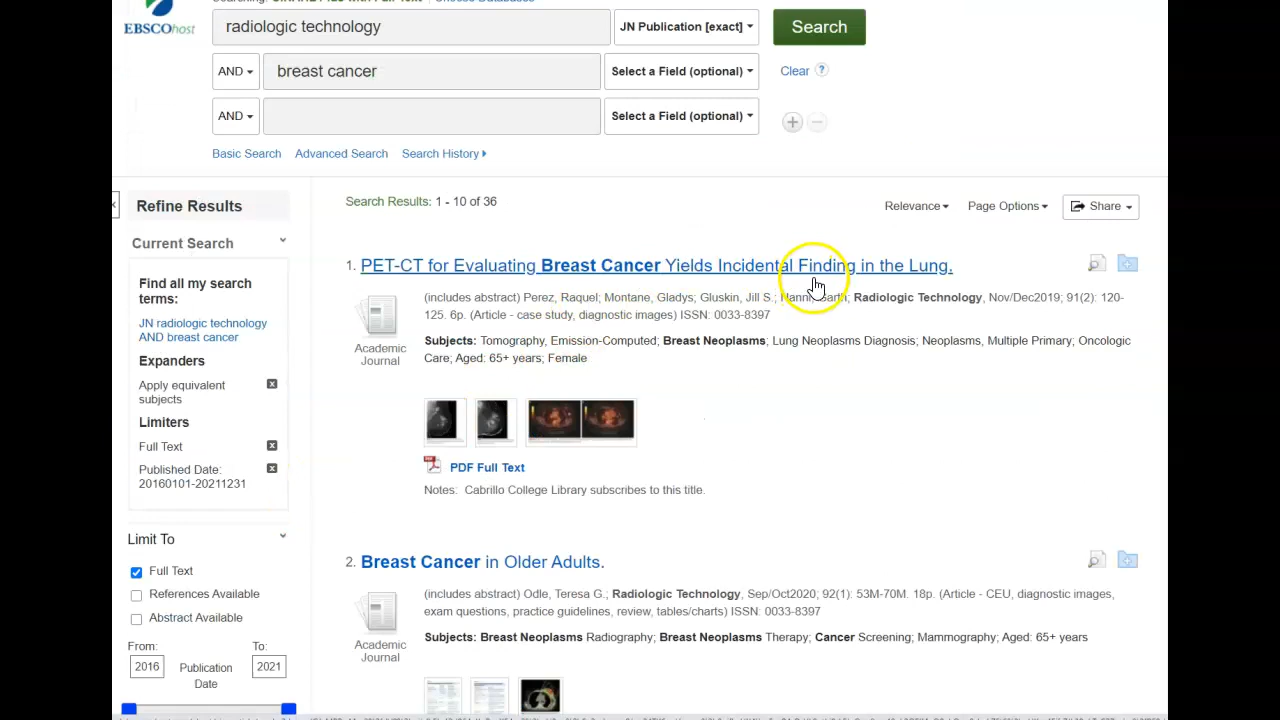 EBSCOhost
radiologic technology
JN Publication [exact]
Search
AND
breast cancer
Select a Field (optional)
Clear
?
AND
Select a Field (optional)
Basic Search
Advanced Search
Search History
Refine Results
Current Search
Find all my search
terms:
JN radiologic technology
AND breast cancer
Expanders
Apply equivalent
subjects
Limiters
Full Text
Published Date:
20160101-20211231
Limit To
Full Text
References Available
Abstract Available
From:
To:
2016
Publication
Date
2021
Search Results: 1 - 10 of 36
Relevance
Page Options
Share
1. PET-CT for Evaluating Breast Cancer Yields Incidental Finding in the Lung.
(includes abstract) Perez, Raquel; Montane, Gladys; Gluskin, Jill S.; Radiologic Technology, Nov/Dec2019; 91(2): 120-
125. 6p. (Article - case study, diagnostic images) ISSN: 0033-8397
Academic
Journal
Subjects: Tomography, Emission-Computed; Breast Neoplasms; Lung Neoplasms Diagnosis; Neoplasms, Multiple Primary; Oncologic
Care; Aged: 65+ years; Female
PDF Full Text
Notes: Cabrillo College Library subscribes to this title.
2. Breast Cancer in Older Adults.
(includes abstract) Odle, Teresa G.; Radiologic Technology, Sep/Oct2020; 92(1): 53M-70M. 18p. (Article - CEU, diagnostic images,
exam questions, practice guidelines, review, tables/charts) ISSN: 0033-8397
Academic
Journal
Subjects: Breast Neoplasms Radiography; Breast Neoplasms Therapy; Cancer Screening; Mammography; Aged: 65+ years